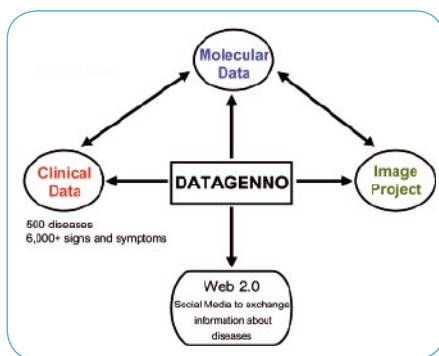 Molecular
Data
Clinical
Data
DATAGENNO
Image
Project
500 diseases
6,000+ signs and symptoms
Web 2.0
Social Media to exchange
information about
diseases